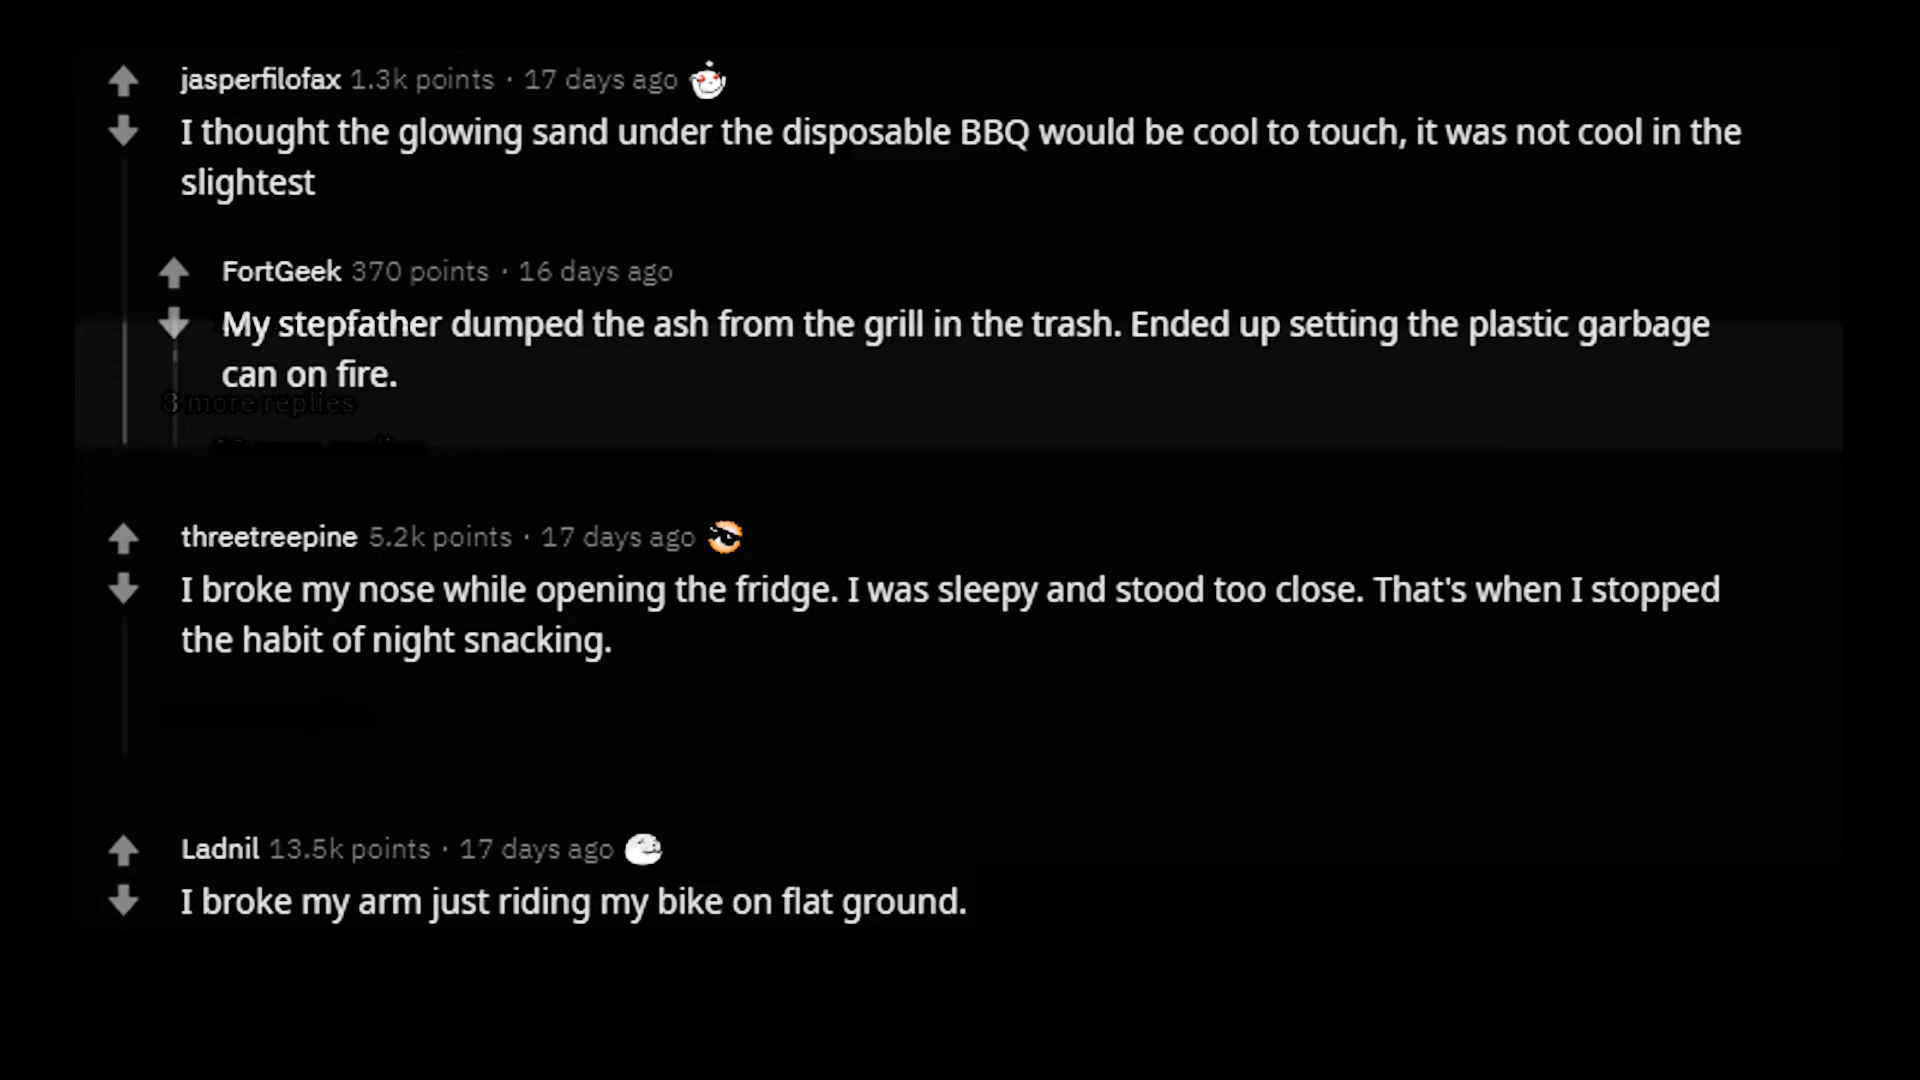 jasperfilofax 1.3k points · 17 days ago
I thought the glowing sand under the disposable BBQ would be cool to touch, it was not cool in the
slightest
FortGeek 370 points · 16 days ago
My stepfather dumped the ash from the grill in the trash. Ended up setting the plastic garbage
can on fire.
3 more replies
threetreepine 5.2k points · 17 days ago
I broke my nose while opening the fridge. I was sleepy and stood too close. That's when I stopped
the habit of night snacking.
Ladnil 13.5k points · 17 days ago
I broke my arm just riding my bike on flat ground.